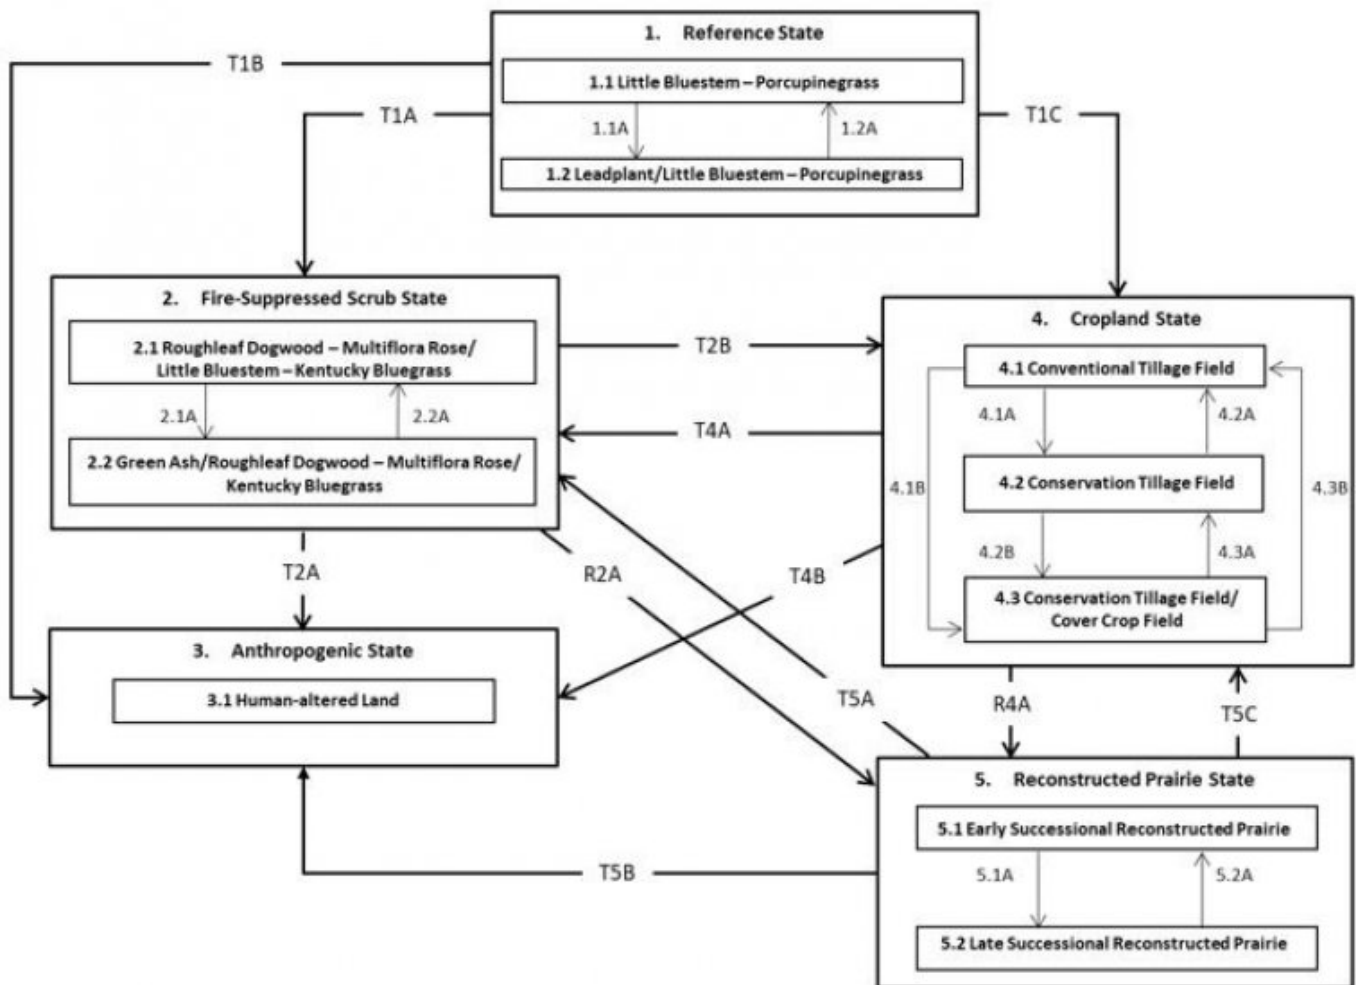 1. Reference State
T1B
1.1 Little Bluestem – Porcupinegrass
T1A
1.1A
1.2A
T1C
1.2 Leadplant/Little Bluestem – Porcupinegrass
2. Fire-Suppressed Scrub State
2.1 Roughleaf Dogwood – Multiflora Rose/
Little Bluestem – Kentucky Bluegrass
2.1A
2.2A
2.2 Green Ash/Roughleaf Dogwood – Multiflora Rose/
Kentucky Bluegrass
T2B
T4A
4. Cropland State
4.1 Conventional Tillage Field
4.1A
4.2A
4.2 Conservation Tillage Field
4.1B
4.3B
4.2B
4.3A
4.3 Conservation Tillage Field/
Cover Crop Field
T2A
R2A
T4B
3. Anthropogenic State
3.1 Human-altered Land
T5A
R4A
T5C
5. Reconstructed Prairie State
5.1 Early Successional Reconstructed Prairie
5.1A
5.2A
T5B
5.2 Late Successional Reconstructed Prairie